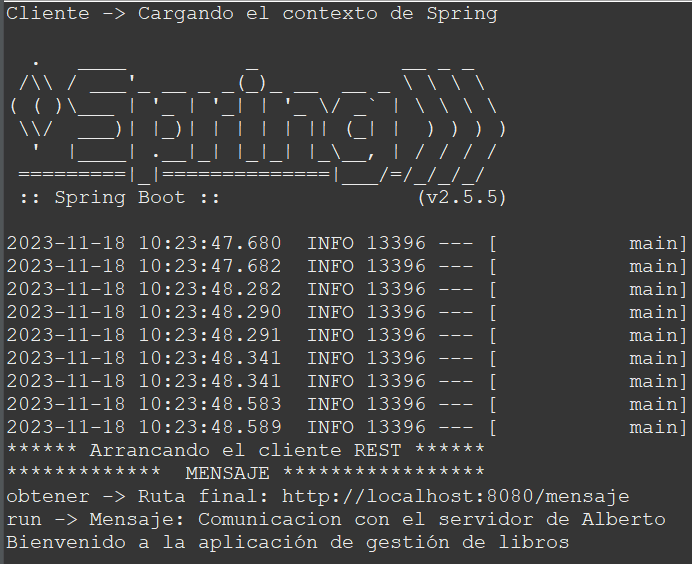 Cliente -> Cargando el contexto de Spring
  .   ____          _            __ _ _
 /\\ / ___'_ __ _ _(_)_ __  __ _ \ \ \ \
( ( )\___ | '_ | '_| | '_ \/ _` | \ \ \ \
 \\/  ___)| |_)| | | | | || (_| |  ) ) ) )
  '  |____| .__|_| |_|_| |_\__, | / / / /
 =========|_|==============|___/=/_/_/_/
 :: Spring Boot ::                (v2.5.5)
2023-11-18 10:23:47.680  INFO 13396 --- [           main]
2023-11-18 10:23:47.682  INFO 13396 --- [           main]
2023-11-18 10:23:48.282  INFO 13396 --- [           main]
2023-11-18 10:23:48.290  INFO 13396 --- [           main]
2023-11-18 10:23:48.291  INFO 13396 --- [           main]
2023-11-18 10:23:48.341  INFO 13396 --- [           main]
2023-11-18 10:23:48.341  INFO 13396 --- [           main]
2023-11-18 10:23:48.583  INFO 13396 --- [           main]
2023-11-18 10:23:48.589  INFO 13396 --- [           main]
****** Arrancando el cliente REST ******
*************  MENSAJE *****************
obtener -> Ruta final: http://localhost:8080/mensaje
run -> Mensaje: Comunicacion con el servidor de Alberto
Bienvenido a la aplicación de gestión de libros